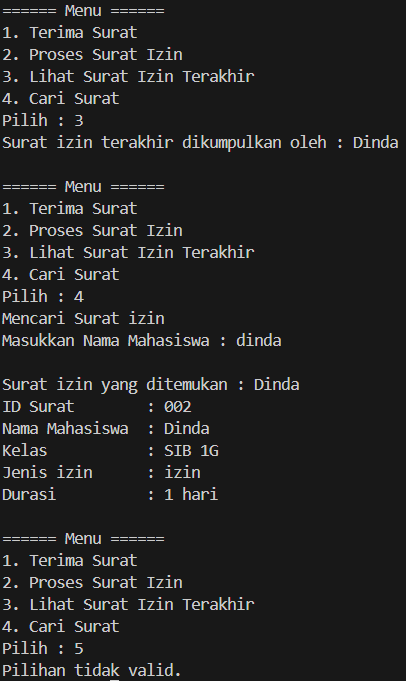 ====== Menu ======
1. Terima Surat
2. Proses Surat Izin
3. Lihat Surat Izin Terakhir
4. Cari Surat
Pilih : 3
Surat izin terakhir dikumpulkan oleh : Dinda
====== Menu ======
1. Terima Surat
2. Proses Surat Izin
3. Lihat Surat Izin Terakhir
4. Cari Surat
Pilih : 4
Mencari Surat izin
Masukkan Nama Mahasiswa : dinda
Surat izin yang ditemukan : Dinda
ID Surat        : 002
Nama Mahasiswa  : Dinda
Kelas           : SIB 1G
Jenis izin      : izin
Durasi          : 1 hari
====== Menu ======
1. Terima Surat
2. Proses Surat Izin
3. Lihat Surat Izin Terakhir
4. Cari Surat
Pilih : 5
Pilihan tidak valid.